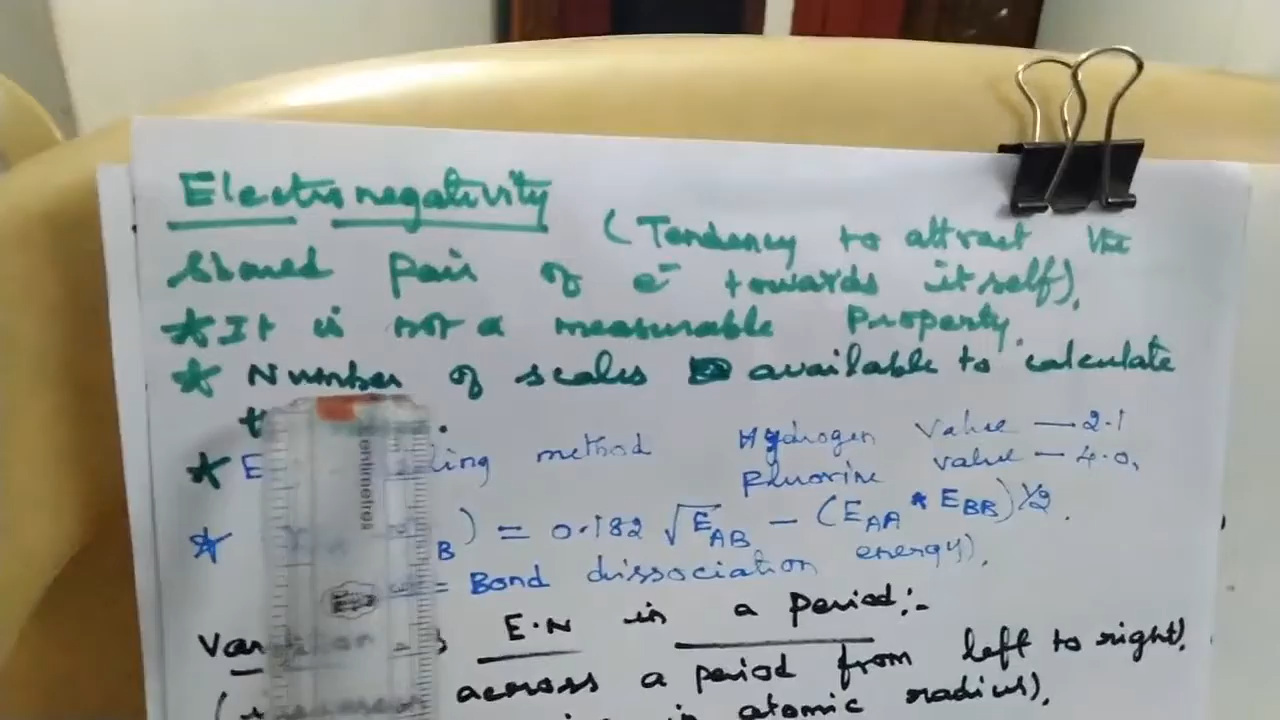 Electronegativity
(Tendency to attract the
shared pair of e⁻ towards itself).
* It is not a measurable Property.
* Number of scales available to calculate
* E method Hydrogen value — 2.1
Fluorine value — 4.0.
* B) = 0.182 √E_AB − (E_AA * E_BB)^1/2.
= Bond dissociation energy).
E.N in a period:-
across a period from left to right).
in atomic radius).
centimetres